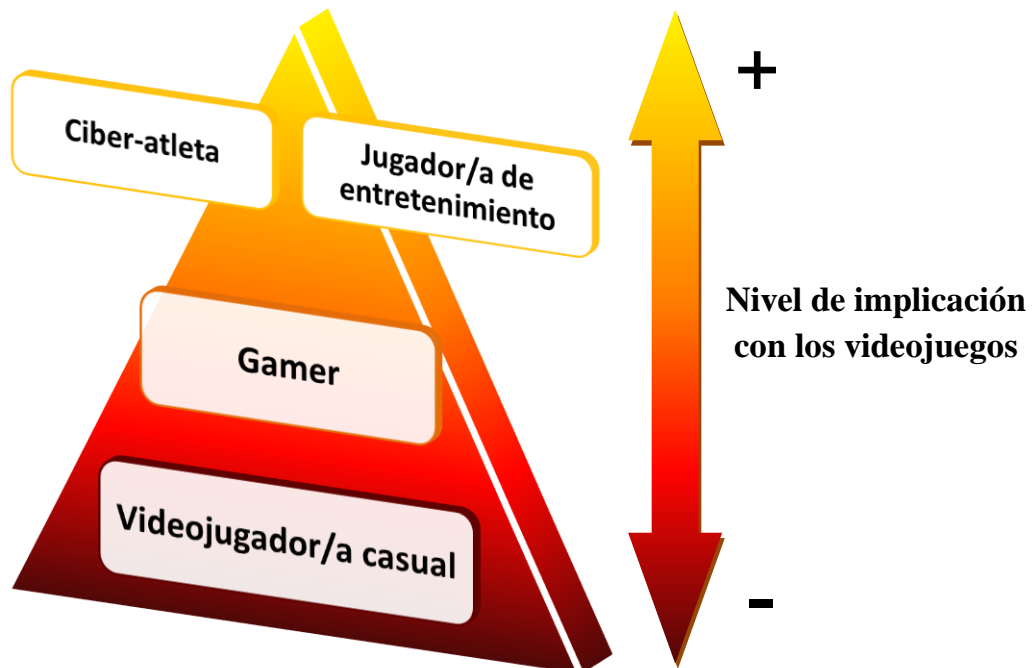 Ciber-atleta
Jugador/a de
entretenimiento
Gamer
Videojugador/a casual
+
Nivel de implicación
con los videojuegos
-